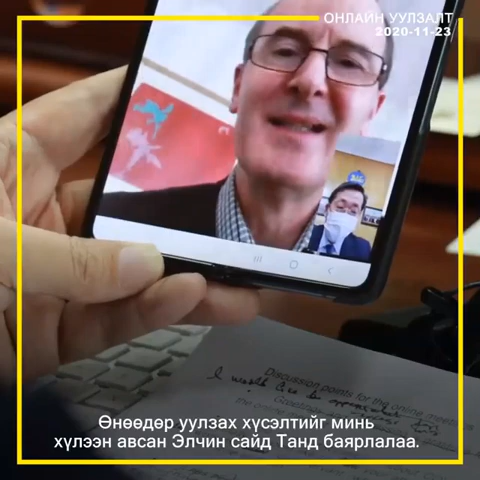 ОНЛАЙН УУЛЗАЛТ
2020-11-23
Discussion points for the online meeting
I would like to
Өнөөдөр уулзах хүсэлтийг минь
хүлээн авсан Элчин сайд Танд баярлалаа.